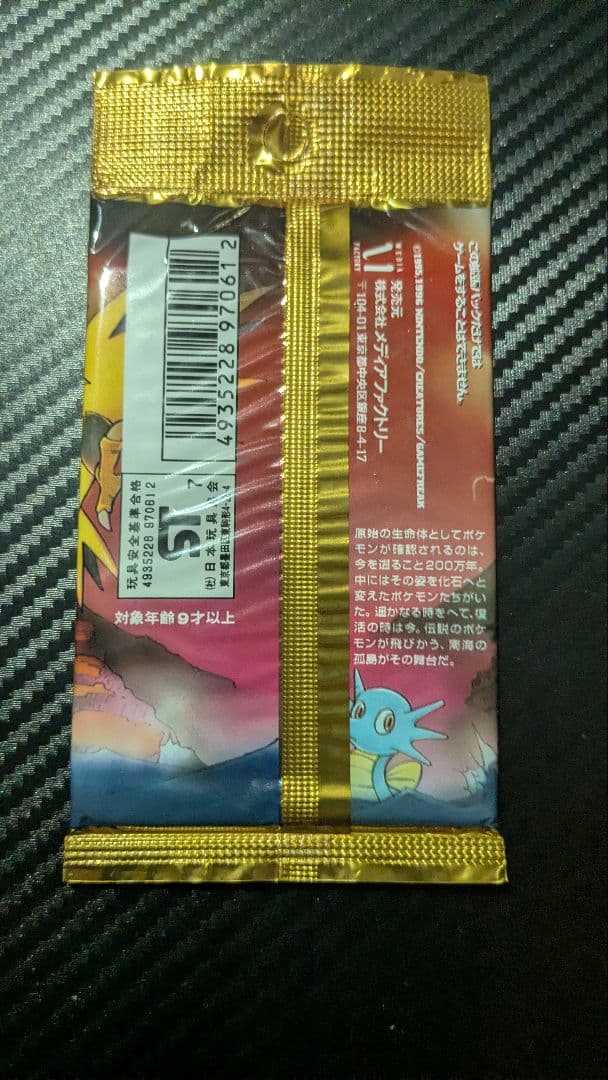 この拡張パックだけでは
ゲームをすることはできません。
©1995,1996 NINTENDO/CREATURES/GAMEFREAK
MEDIA
FACTORY
発売元
株式会社メディアファクトリー
〒104-01 東京都中央区銀座8-4-17
原始の生命体としてポケ
モンが確認されるのは、
今を遡ること200万年。
中にはその姿を化石へと
変えたポケモンたちがい
た。遥かなる時をへて、復
活の時は今。伝説のポケ
モンが飛びかう、南海の
孤島がその舞台だ。
4935228 970612
玩具安全基準合格
4935228 970612
ST
7
(社)日本玩具協会
対象年齢9才以上